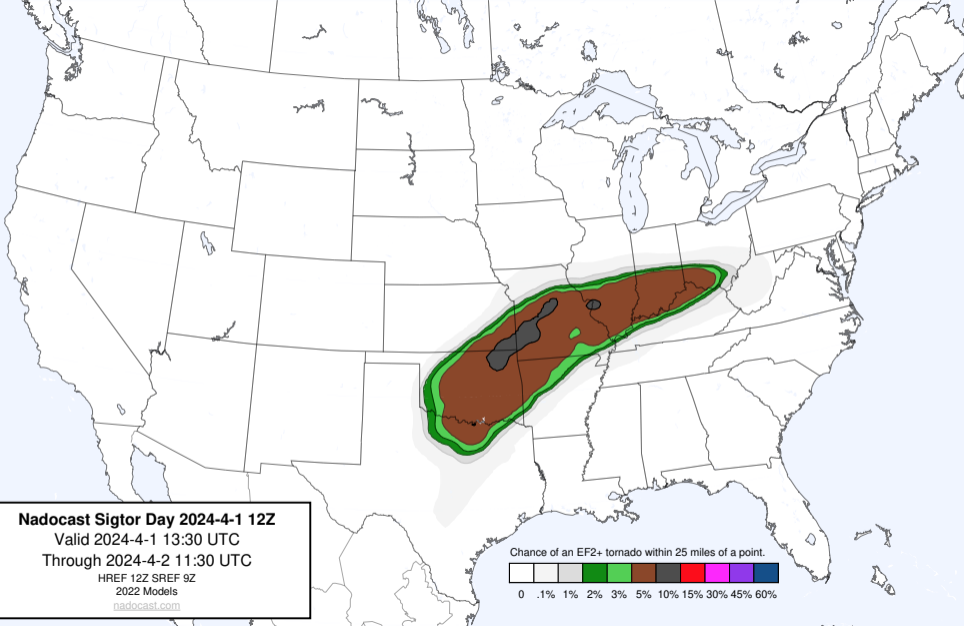 Nadocast Sigtor Day 2024-4-1 12Z
Valid 2024-4-1 13:30 UTC
Through 2024-4-2 11:30 UTC
HREF 12Z SREF 9Z
2022 Models
nadocast.com
Chance of an EF2+ tornado within 25 miles of a point.
0 .1% 1% 2% 3% 5% 10% 15% 30% 45% 60%